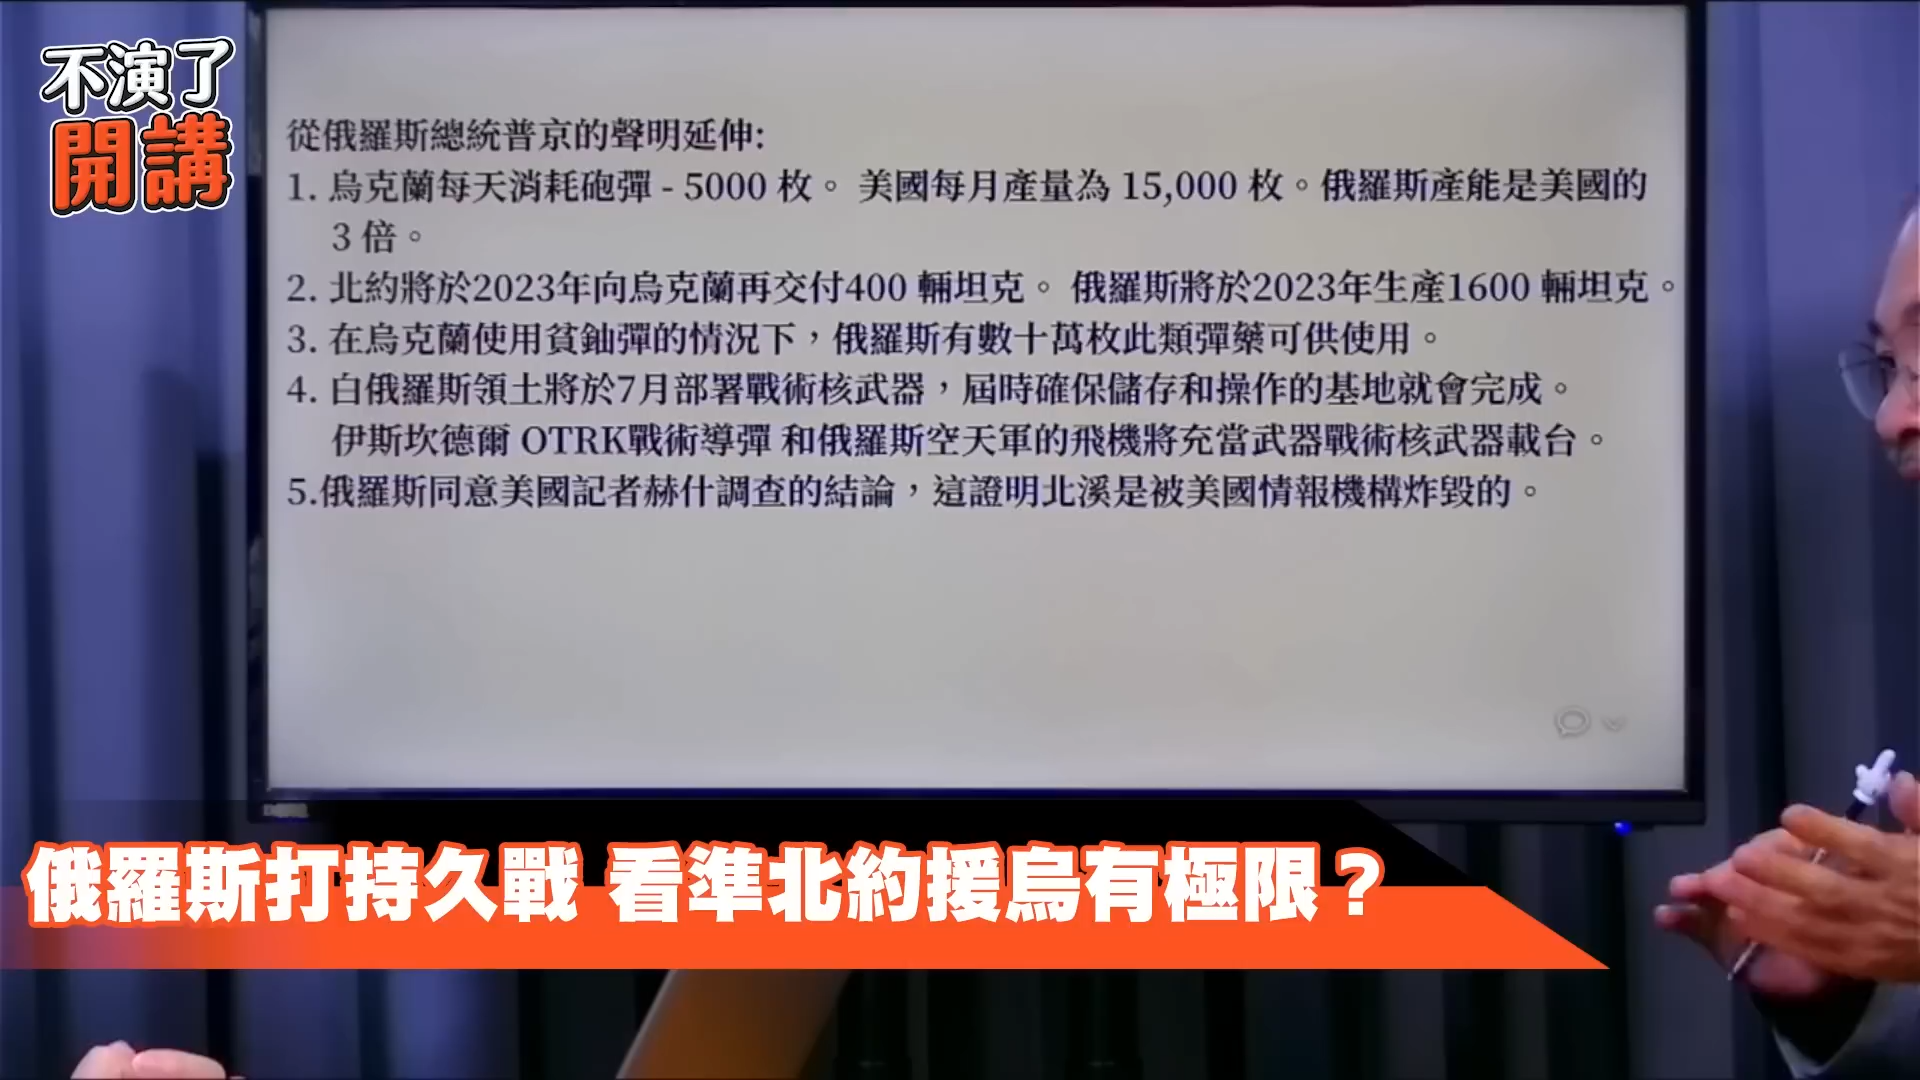 不演了
開講
從俄羅斯總統普京的聲明延伸:
1. 烏克蘭每天消耗砲彈 - 5000 枚。 美國每月產量為 15,000 枚。俄羅斯產能是美國的
3 倍。
2. 北約將於2023年向烏克蘭再交付400 輛坦克。 俄羅斯將於2023年生產1600 輛坦克。
3. 在烏克蘭使用貧鈾彈的情況下，俄羅斯有數十萬枚此類彈藥可供使用。
4. 白俄羅斯領土將於7月部署戰術核武器，屆時確保儲存和操作的基地就會完成。
伊斯坎德爾 OTRK戰術導彈 和俄羅斯空天軍的飛機將充當武器戰術核武器載台。
5.俄羅斯同意美國記者赫什調查的結論，這證明北溪是被美國情報機構炸毀的。
俄羅斯打持久戰 看準北約援烏有極限？